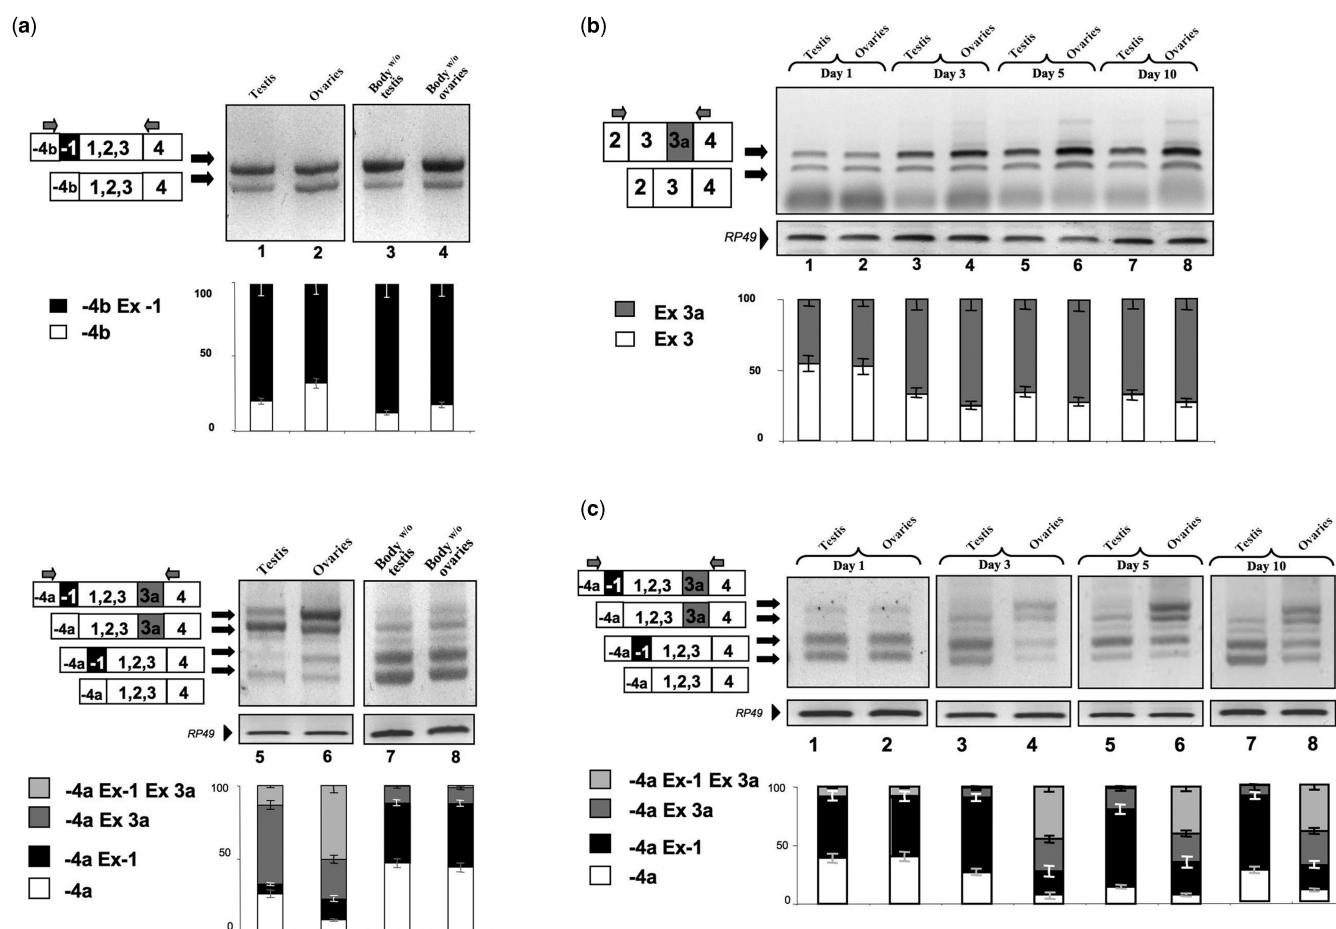 (a)
Testis Ovaries Body w/o testis Body w/o ovaries
-4b -1 1,2,3 4
-4b 1,2,3 4
1 2 3 4
100
50
0
-4b Ex -1
-4b
(b)
Testis Ovaries Testis Ovaries Testis Ovaries Testis Ovaries
Day 1 Day 3 Day 5 Day 10
2 3 3a 4
2 3 4
RP49
1 2 3 4 5 6 7 8
100
50
0
Ex 3a
Ex 3
Testis Ovaries Body w/o testis Body w/o ovaries
-4a -1 1,2,3 3a 4
-4a 1,2,3 3a 4
-4a -1 1,2,3 4
-4a 1,2,3 4
RP49
5 6 7 8
100
50
0
-4a Ex-1 Ex 3a
-4a Ex 3a
-4a Ex-1
-4a
(c)
Testis Ovaries Testis Ovaries Testis Ovaries Testis Ovaries
Day 1 Day 3 Day 5 Day 10
-4a -1 1,2,3 3a 4
-4a 1,2,3 3a 4
-4a -1 1,2,3 4
-4a 1,2,3 4
RP49
1 2 3 4 5 6 7 8
100
50
0
-4a Ex-1 Ex 3a
-4a Ex 3a
-4a Ex-1
-4a